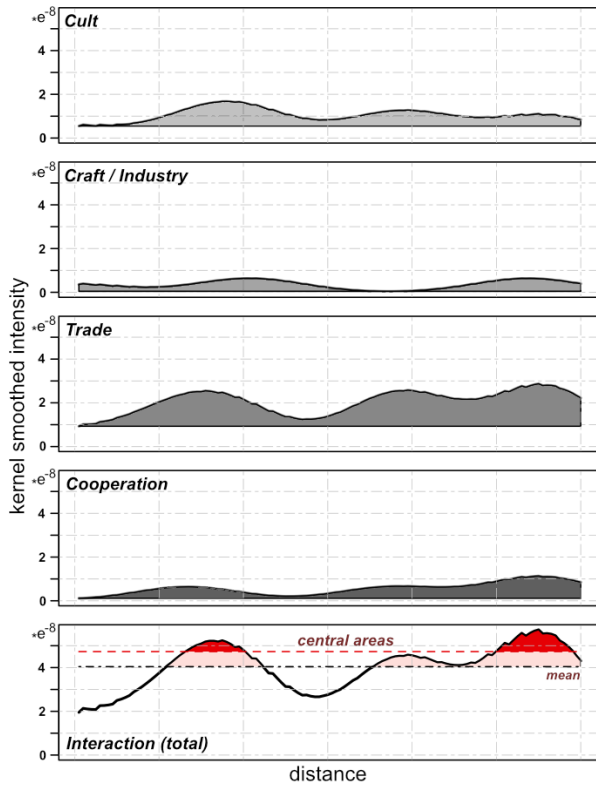 *e-8
Cult
4
2
0
*e-8
Craft / Industry
4
2
0
*e-8
Trade
4
2
0
kernel smoothed intensity
*e-8
Cooperation
4
2
0
*e-8
central areas
4
mean
2
Interaction (total)
0
distance